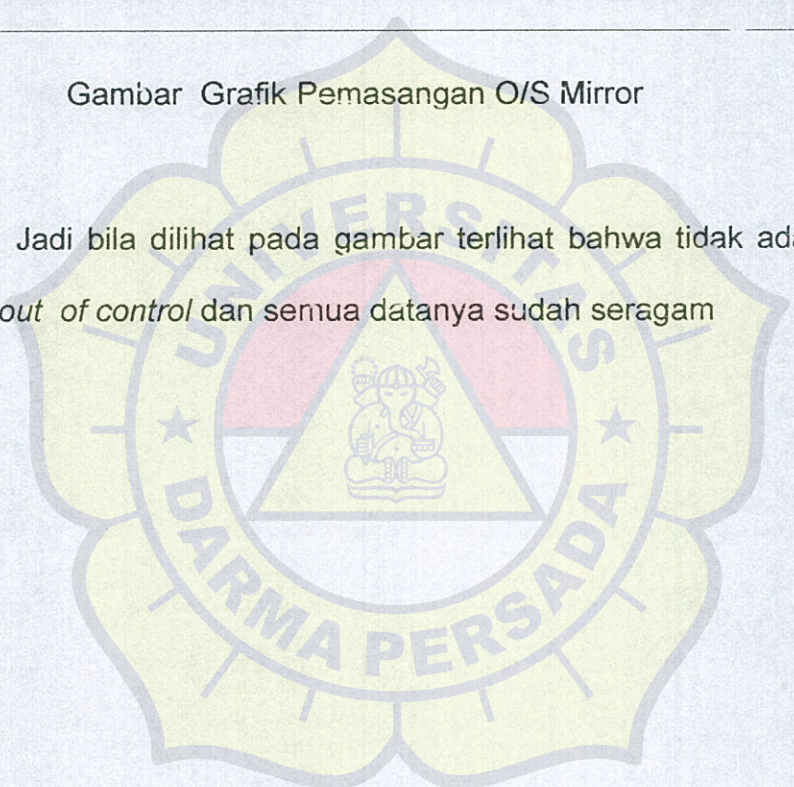 Gambar Grafik Pemasangan O/S Mirror
Jadi bila dilihat pada gambar terlihat bahwa tidak ada
out of control dan semua datanya sudah seragam
UNIVERSITAS
DARMA PERSADA